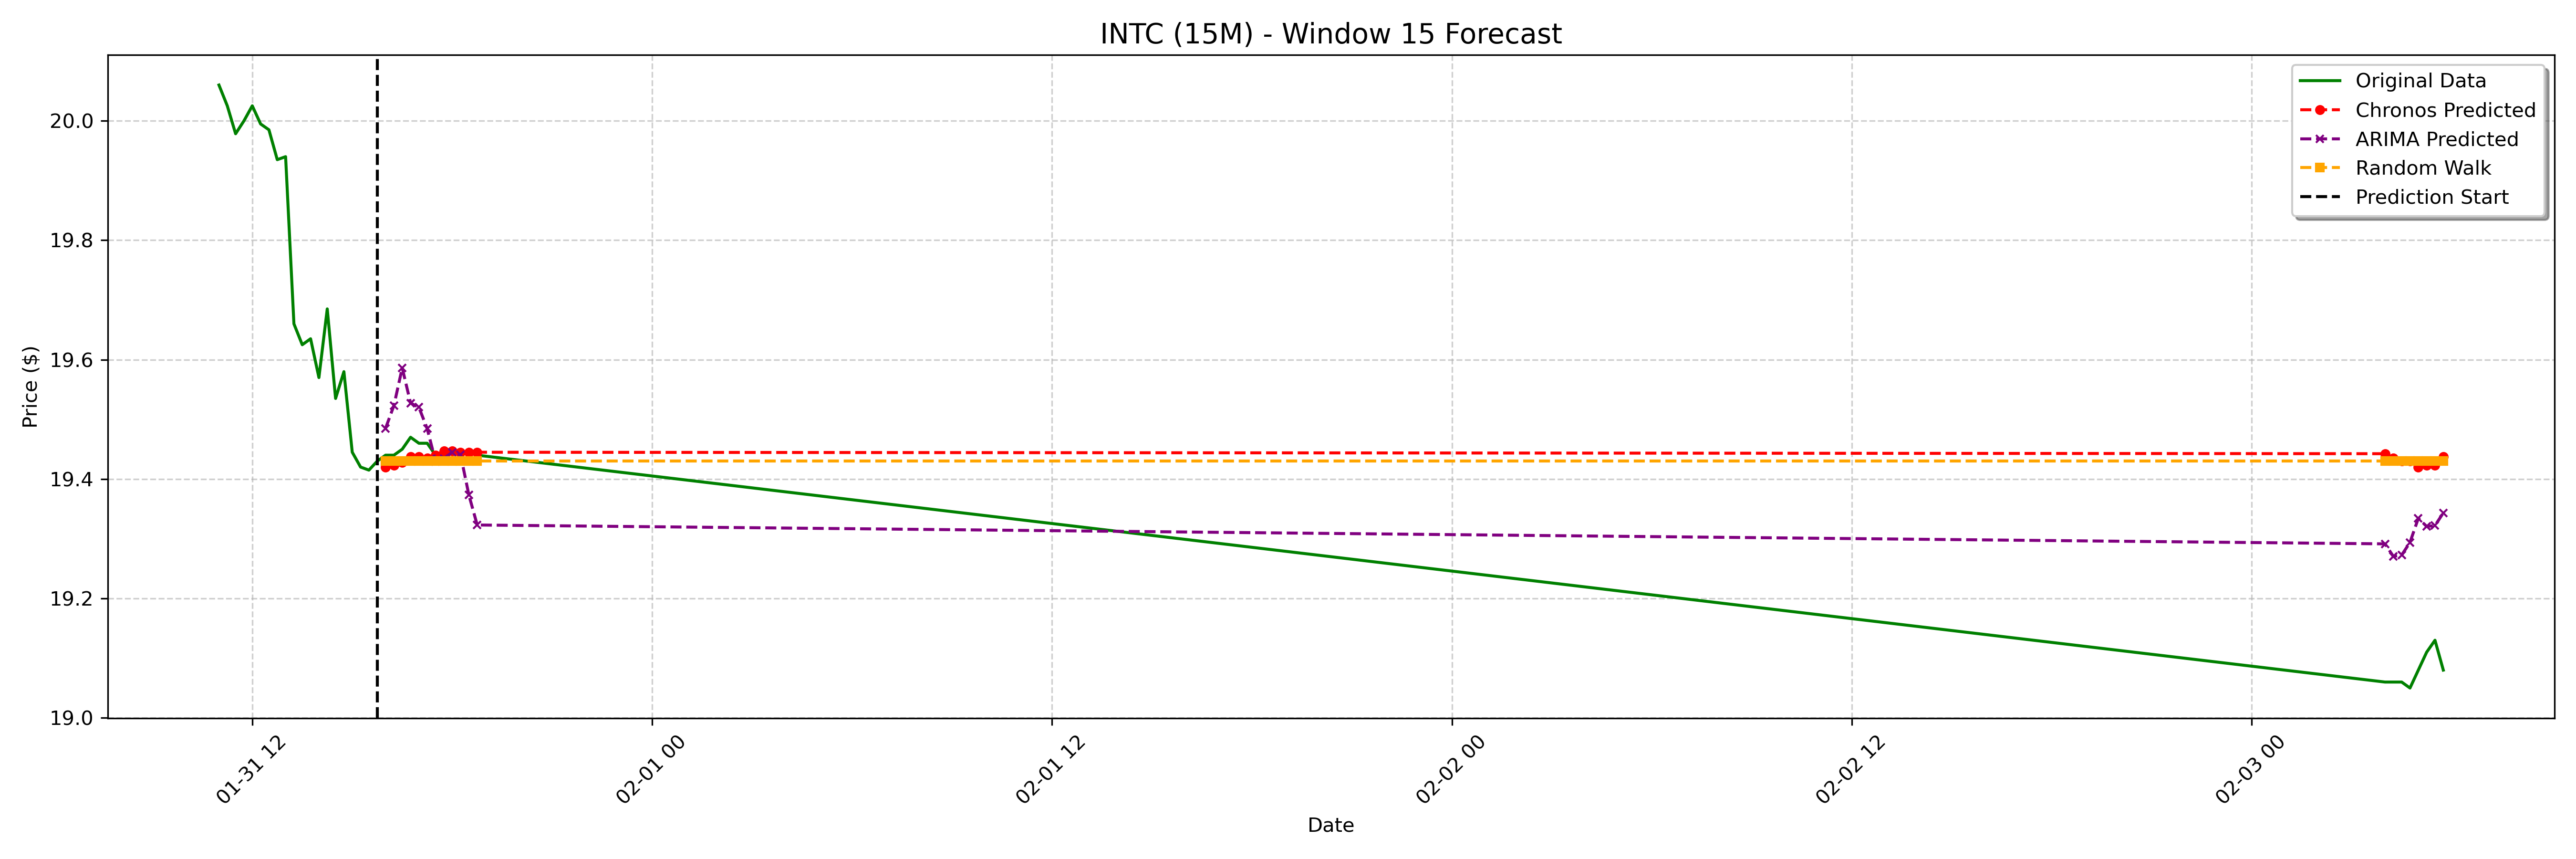 INTC (15M) - Window 15 Forecast
Original Data
Chronos Predicted
ARIMA Predicted
Random Walk
Prediction Start
Price ($)
20.0
19.8
19.6
19.4
19.2
19.0
01-31 12
02-01 00
02-01 12
02-02 00
02-02 12
02-03 00
Date